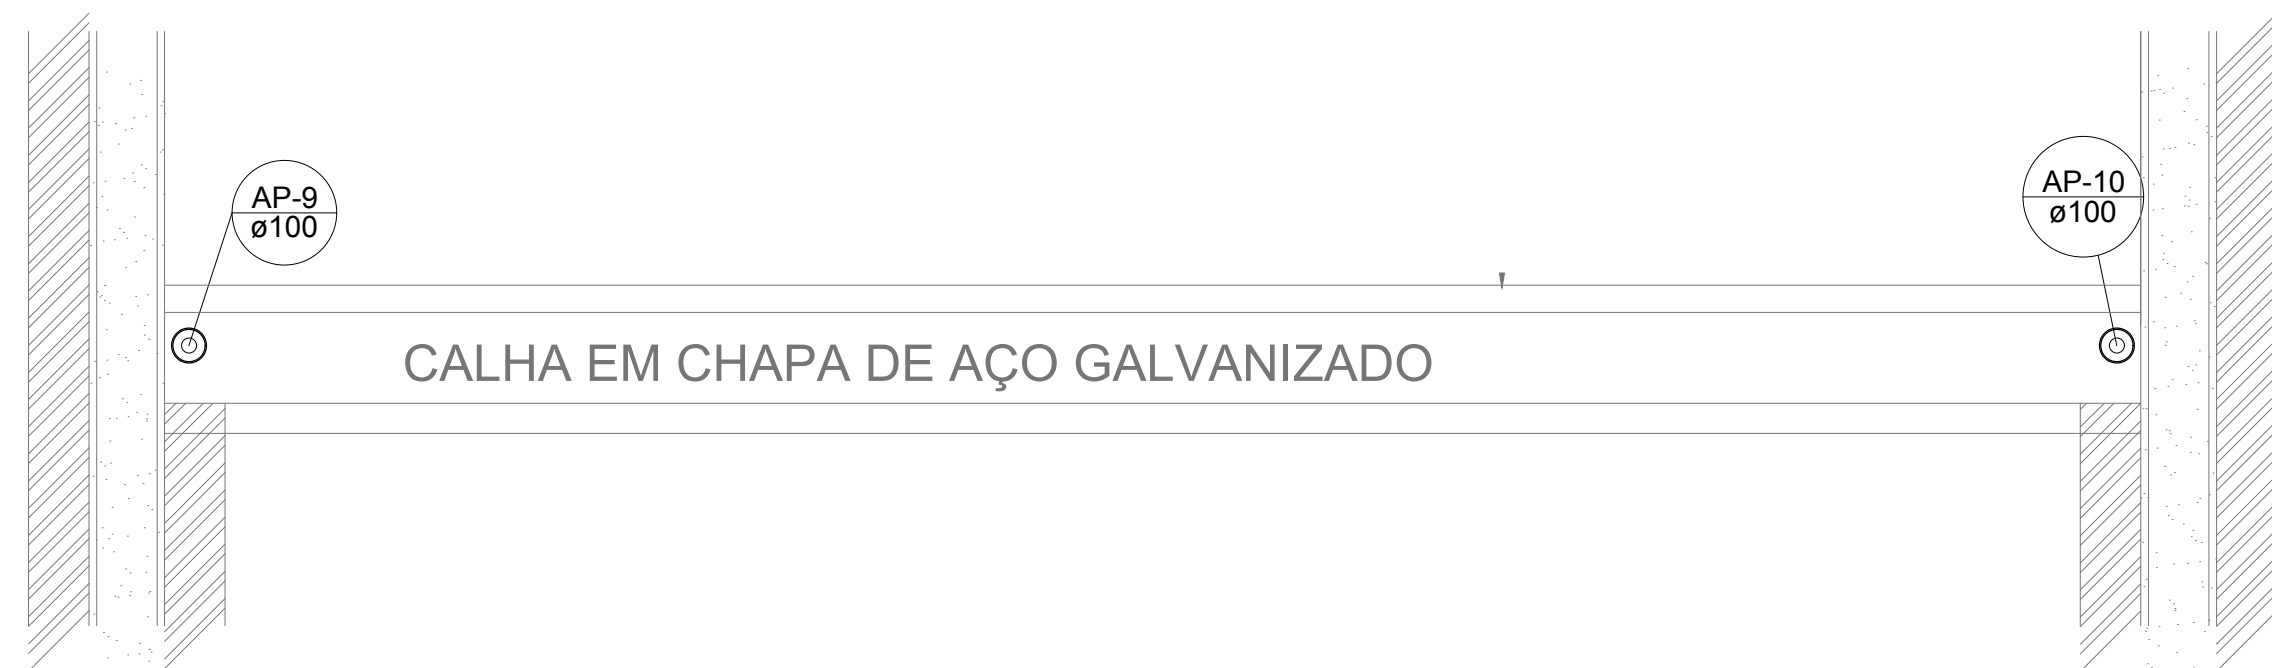 AP-9
ø100
AP-10
ø100
CALHA EM CHAPA DE AÇO GALVANIZADO